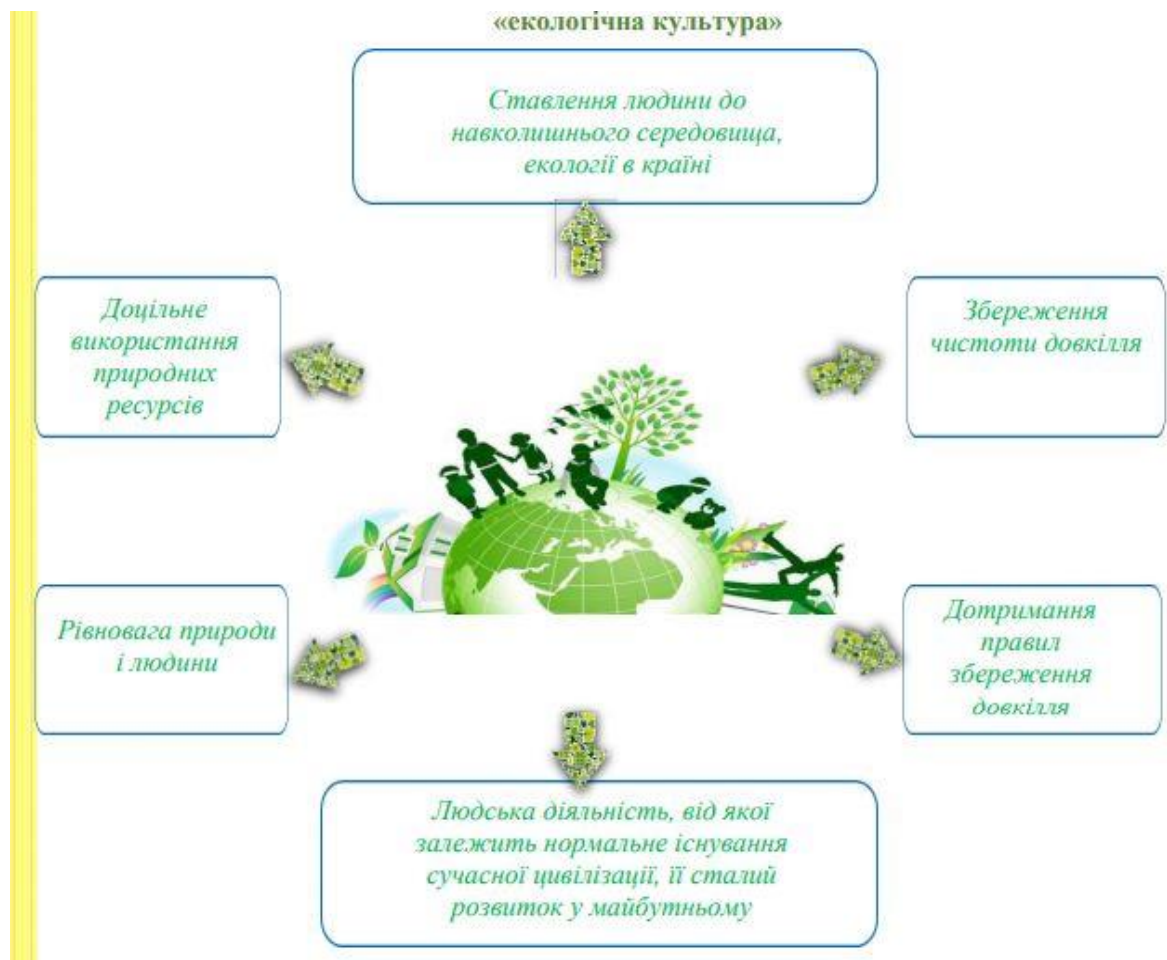 «екологічна культура»
Ставлення людини до
навколишнього середовища,
екології в країні
Доцільне
використання
природних
ресурсів
Збереження
чистоти довкілля
Рівновага природи
і людини
Дотримання
правил
збереження
довкілля
Людська діяльність, від якої
залежить нормальне існування
сучасної цивілізації, її сталий
розвиток у майбутньому